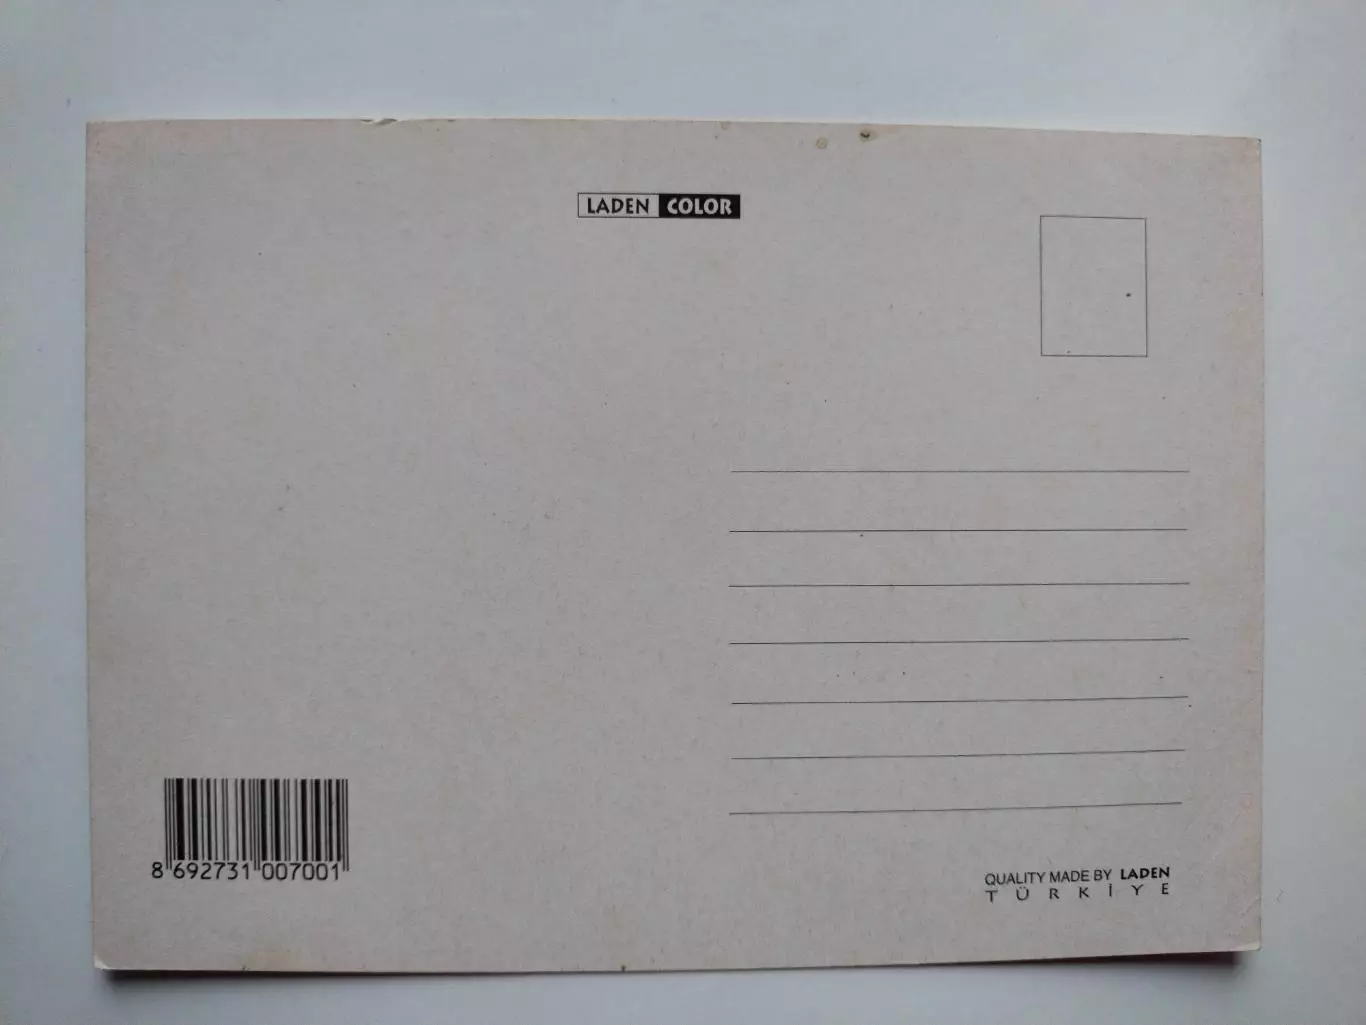 LADEN COLOR
8 692731 007001
QUALITY MADE BY LADEN
TÜRKİYE